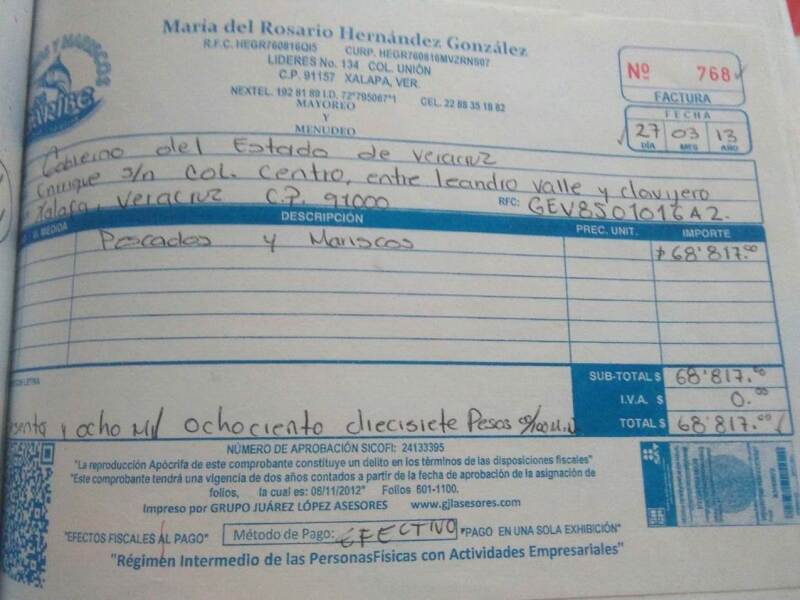 María del Rosario Hernández González
R.F.C. HEGR760816QI5 CURP. HEGR760816MVZRNS07
LIDERES No. 134 COL. UNIÓN
C.P. 91157 XALAPA, VER.
NEXTEL. 192 81 89 I.D. 72*795067*1 CEL. 22 88 35 18 82
MAYOREO
Y
MENUDEO
Y MARISCOS
CARIBE
Nº 768
FACTURA
FECHA
27 03 13
DÍA MES AÑO
Gobierno del Estado de Veracruz
Enrique s/n Col. Centro, entre leandro valle y clavijero
Xalapa, Veracruz C.P. 91000 RFC: GEV8501016A2.
U. MEDIDA DESCRIPCIÓN PREC. UNIT. IMPORTE
Pescados y Mariscos $68'817.00
LETRA
SUB-TOTAL $ 68'817.00
I.V.A. $ 0.00
y ocho Mil ochociento diecisiete Pesos 00/100 M.N TOTAL $ 68'817.00
NÚMERO DE APROBACIÓN SICOFI: 24133395
"La reproducción Apócrifa de este comprobante constituye un delito en los términos de las disposiciones fiscales"
"Este comprobante tendrá una vigencia de dos años contados a partir de la fecha de aprobación de la asignación de
folios, la cual es: 06/11/2012" Folios 601-1100.
Impreso por GRUPO JUÁREZ LÓPEZ ASESORES www.gjlasesores.com
"EFECTOS FISCALES AL PAGO" Método de Pago: EFECTIVO "PAGO EN UNA SOLA EXHIBICIÓN"
"Régimen Intermedio de las PersonasFísicas con Actividades Empresariales"
SAT